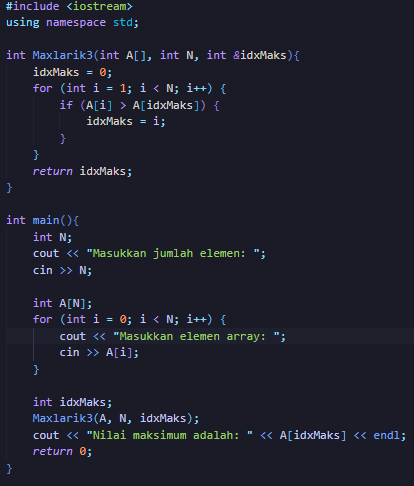 #include <iostream>
using namespace std;

int Maxlarik3(int A[], int N, int &idxMaks){
    idxMaks = 0;
    for (int i = 1; i < N; i++) {
        if (A[i] > A[idxMaks]) {
            idxMaks = i;
        }
    }
    return idxMaks;
}

int main(){
    int N;
    cout << "Masukkan jumlah elemen: ";
    cin >> N;

    int A[N];
    for (int i = 0; i < N; i++) {
        cout << "Masukkan elemen array: ";
        cin >> A[i];
    }

    int idxMaks;
    Maxlarik3(A, N, idxMaks);
    cout << "Nilai maksimum adalah: " << A[idxMaks] << endl;
    return 0;
}